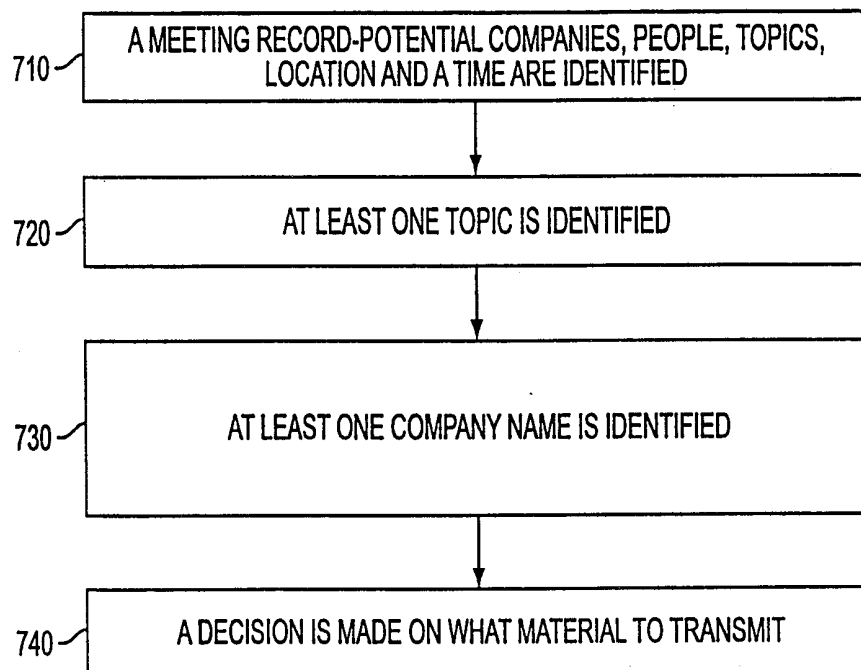 710
A MEETING RECORD-POTENTIAL COMPANIES, PEOPLE, TOPICS,
LOCATION AND A TIME ARE IDENTIFIED
720
AT LEAST ONE TOPIC IS IDENTIFIED
730
AT LEAST ONE COMPANY NAME IS IDENTIFIED
740
A DECISION IS MADE ON WHAT MATERIAL TO TRANSMIT